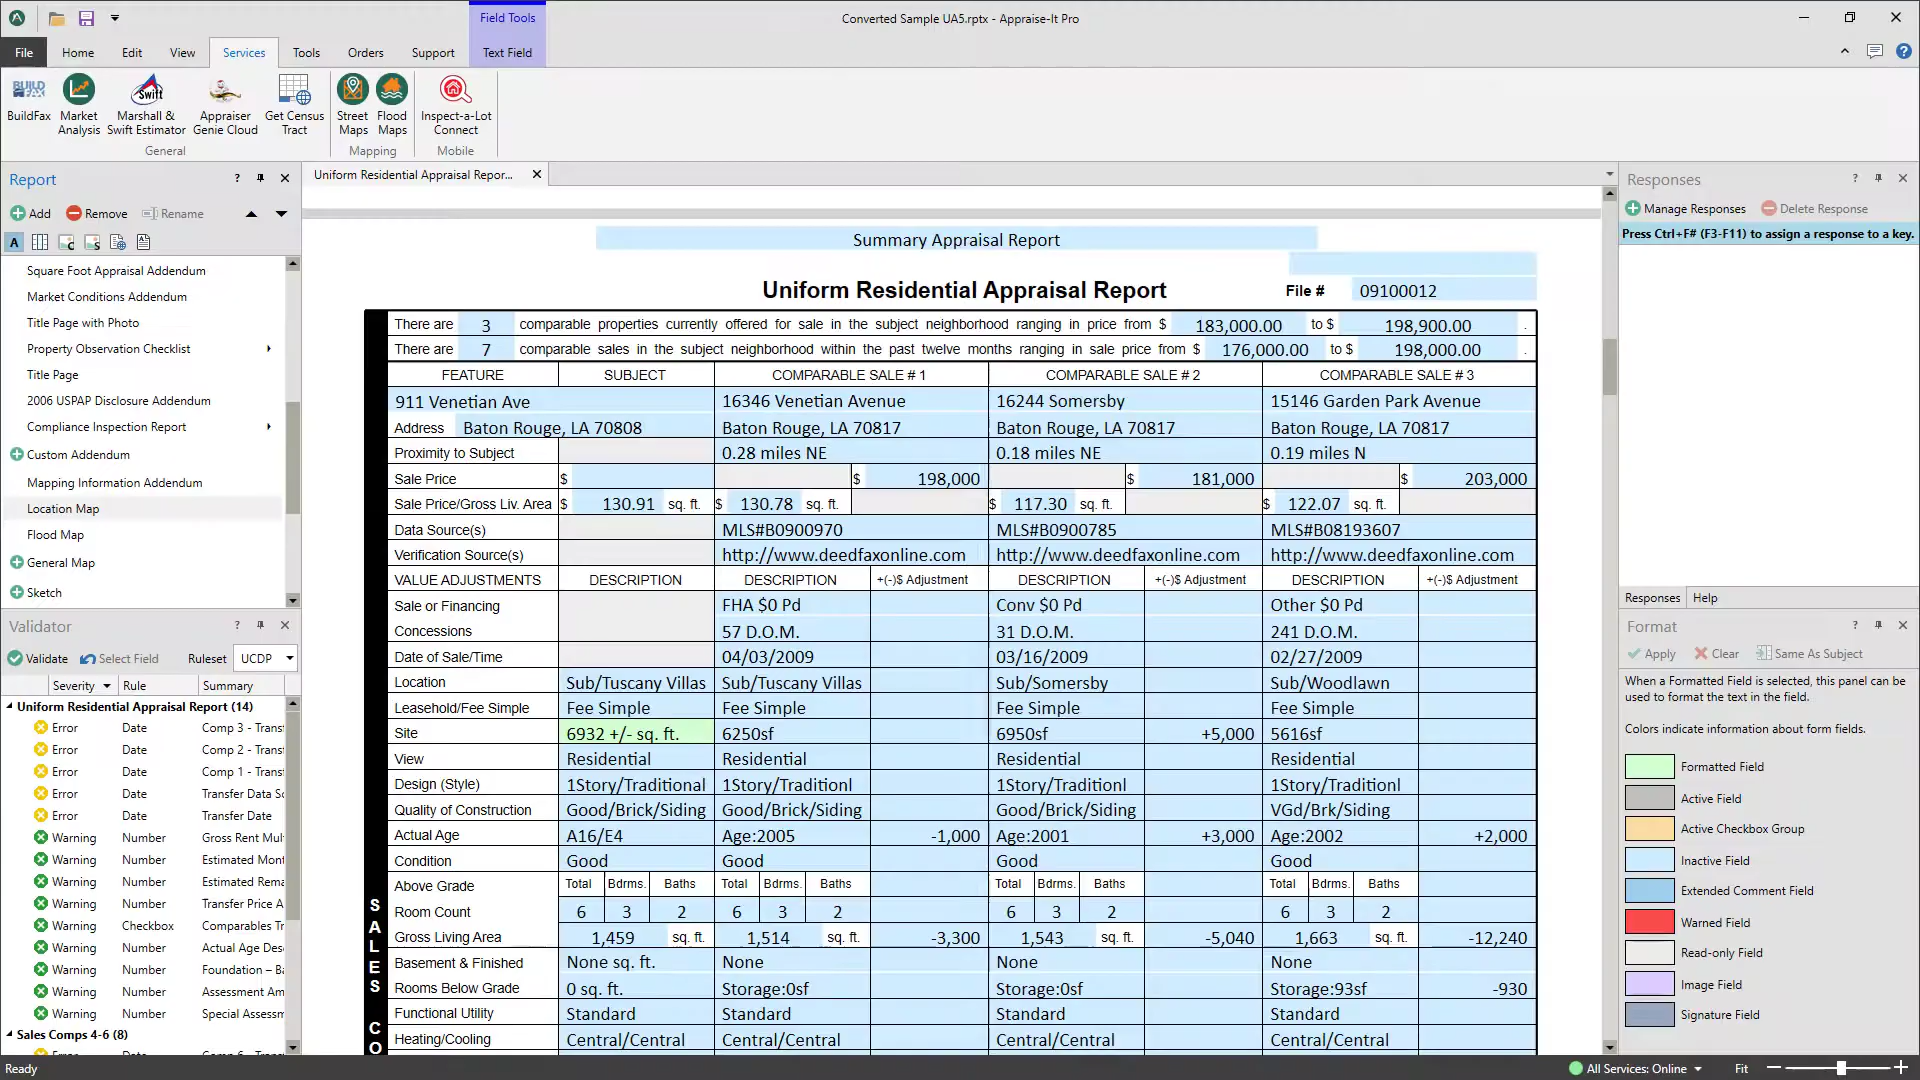 Field Tools
Converted Sample UA5.rptx - Appraise-It Pro
File
Home
Edit
View
Services
Tools
Orders
Support
Text Field
BUILD FAX
BuildFax
Market Analysis
Swift
Marshall & Swift Estimator
Appraiser Genie Cloud
Get Census Tract
Street Maps
Flood Maps
Inspect-a-Lot Connect
General
Mapping
Mobile
Report
Add
Remove
Rename
Square Foot Appraisal Addendum
Market Conditions Addendum
Title Page with Photo
Property Observation Checklist
Title Page
2006 USPAP Disclosure Addendum
Compliance Inspection Report
Custom Addendum
Mapping Information Addendum
Location Map
Flood Map
General Map
Sketch
Validator
Validate
Select Field
Ruleset
UCDP
Severity Rule Summary
Uniform Residential Appraisal Report (14)
Error Date Comp 3 - Transf
Error Date Comp 2 - Transf
Error Date Comp 1 - Transf
Error Date Transfer Data So
Error Date Transfer Date
Warning Number Gross Rent Mult
Warning Number Estimated Mont
Warning Number Estimated Rema
Warning Number Transfer Price A
Warning Checkbox Comparables Tr
Warning Number Actual Age Des
Warning Number Foundation – Ba
Warning Number Assessment Am
Warning Number Special Assessm
Sales Comps 4-6 (8)
Uniform Residential Appraisal Repor...
Summary Appraisal Report
Uniform Residential Appraisal Report
File # 09100012
There are 3 comparable properties currently offered for sale in the subject neighborhood ranging in price from $ 183,000.00 to $ 198,900.00 .
There are 7 comparable sales in the subject neighborhood within the past twelve months ranging in sale price from $ 176,000.00 to $ 198,000.00 .
FEATURE SUBJECT COMPARABLE SALE # 1 COMPARABLE SALE # 2 COMPARABLE SALE # 3
911 Venetian Ave 16346 Venetian Avenue 16244 Somersby 15146 Garden Park Avenue
Address Baton Rouge, LA 70808 Baton Rouge, LA 70817 Baton Rouge, LA 70817 Baton Rouge, LA 70817
Proximity to Subject 0.28 miles NE 0.18 miles NE 0.19 miles N
Sale Price $ $ 198,000 $ 181,000 $ 203,000
Sale Price/Gross Liv. Area $ 130.91 sq. ft. $ 130.78 sq. ft. $ 117.30 sq. ft. $ 122.07 sq. ft.
Data Source(s) MLS#B0900970 MLS#B0900785 MLS#B08193607
Verification Source(s) http://www.deedfaxonline.com http://www.deedfaxonline.com http://www.deedfaxonline.com
VALUE ADJUSTMENTS DESCRIPTION DESCRIPTION +(-)$ Adjustment DESCRIPTION +(-)$ Adjustment DESCRIPTION +(-)$ Adjustment
Sale or Financing FHA $0 Pd Conv $0 Pd Other $0 Pd
Concessions 57 D.O.M. 31 D.O.M. 241 D.O.M.
Date of Sale/Time 04/03/2009 03/16/2009 02/27/2009
Location Sub/Tuscany Villas Sub/Tuscany Villas Sub/Somersby Sub/Woodlawn
Leasehold/Fee Simple Fee Simple Fee Simple Fee Simple Fee Simple
Site 6932 +/- sq. ft. 6250sf 6950sf +5,000 5616sf
View Residential Residential Residential Residential
Design (Style) 1Story/Traditional 1Story/Traditionl 1Story/Traditionl 1Story/Traditionl
Quality of Construction Good/Brick/Siding Good/Brick/Siding Good/Brick/Siding VGd/Brk/Siding
Actual Age A16/E4 Age:2005 -1,000 Age:2001 +3,000 Age:2002 +2,000
Condition Good Good Good Good
Above Grade Total Bdrms. Baths Total Bdrms. Baths Total Bdrms. Baths Total Bdrms. Baths
Room Count 6 3 2 6 3 2 6 3 2 6 3 2
Gross Living Area 1,459 sq. ft. 1,514 sq. ft. -3,300 1,543 sq. ft. -5,040 1,663 sq. ft. -12,240
Basement & Finished None sq. ft. None None None
Rooms Below Grade 0 sq. ft. Storage:0sf Storage:0sf Storage:93sf -930
Functional Utility Standard Standard Standard Standard
Heating/Cooling Central/Central Central/Central Central/Central Central/Central
SALES CO
Responses
Manage Responses
Delete Response
Press Ctrl+F# (F3-F11) to assign a response to a key.
Responses
Help
Format
Apply
Clear
Same As Subject
When a Formatted Field is selected, this panel can be
used to format the text in the field.
Colors indicate information about form fields.
Formatted Field
Active Field
Active Checkbox Group
Inactive Field
Extended Comment Field
Warned Field
Read-only Field
Image Field
Signature Field
Ready
All Services: Online
Fit